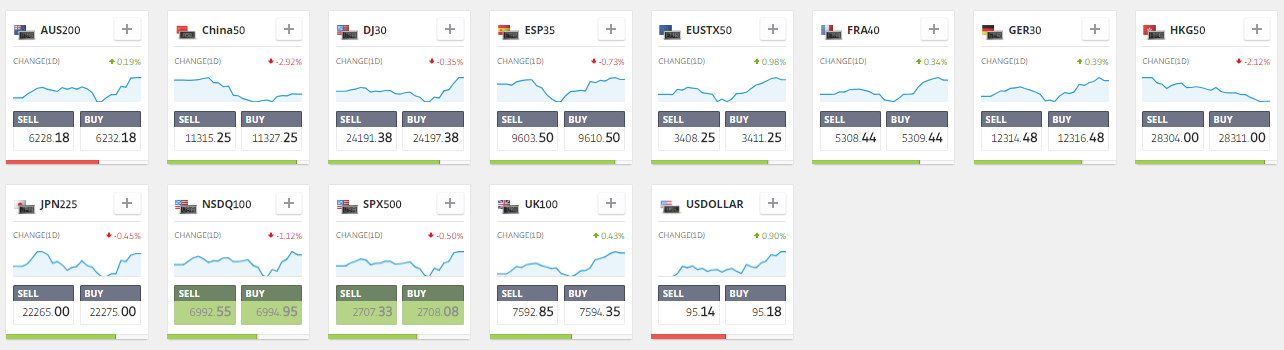 AUS200 +
CHANGE(1D) 0.19%
SELL BUY
6228.18 6232.18
China50 +
CHANGE(1D) -2.92%
SELL BUY
11315.25 11327.25
DJ30 +
CHANGE(1D) -0.35%
SELL BUY
24191.38 24197.38
ESP35 +
CHANGE(1D) -0.73%
SELL BUY
9603.50 9610.50
EUSTX50 +
CHANGE(1D) 0.98%
SELL BUY
3408.25 3411.25
FRA40 +
CHANGE(1D) 0.34%
SELL BUY
5308.44 5309.44
GER30 +
CHANGE(1D) 0.39%
SELL BUY
12314.48 12316.48
HKG50 +
CHANGE(1D) -2.12%
SELL BUY
28304.00 28311.00
JPN225 +
CHANGE(1D) -0.45%
SELL BUY
22265.00 22275.00
NSDQ100 +
CHANGE(1D) -1.12%
SELL BUY
6992.55 6994.95
SPX500 +
CHANGE(1D) -0.50%
SELL BUY
2707.33 2708.08
UK100 +
CHANGE(1D) 0.43%
SELL BUY
7592.85 7594.35
USDOLLAR +
CHANGE(1D) 0.90%
SELL BUY
95.14 95.18